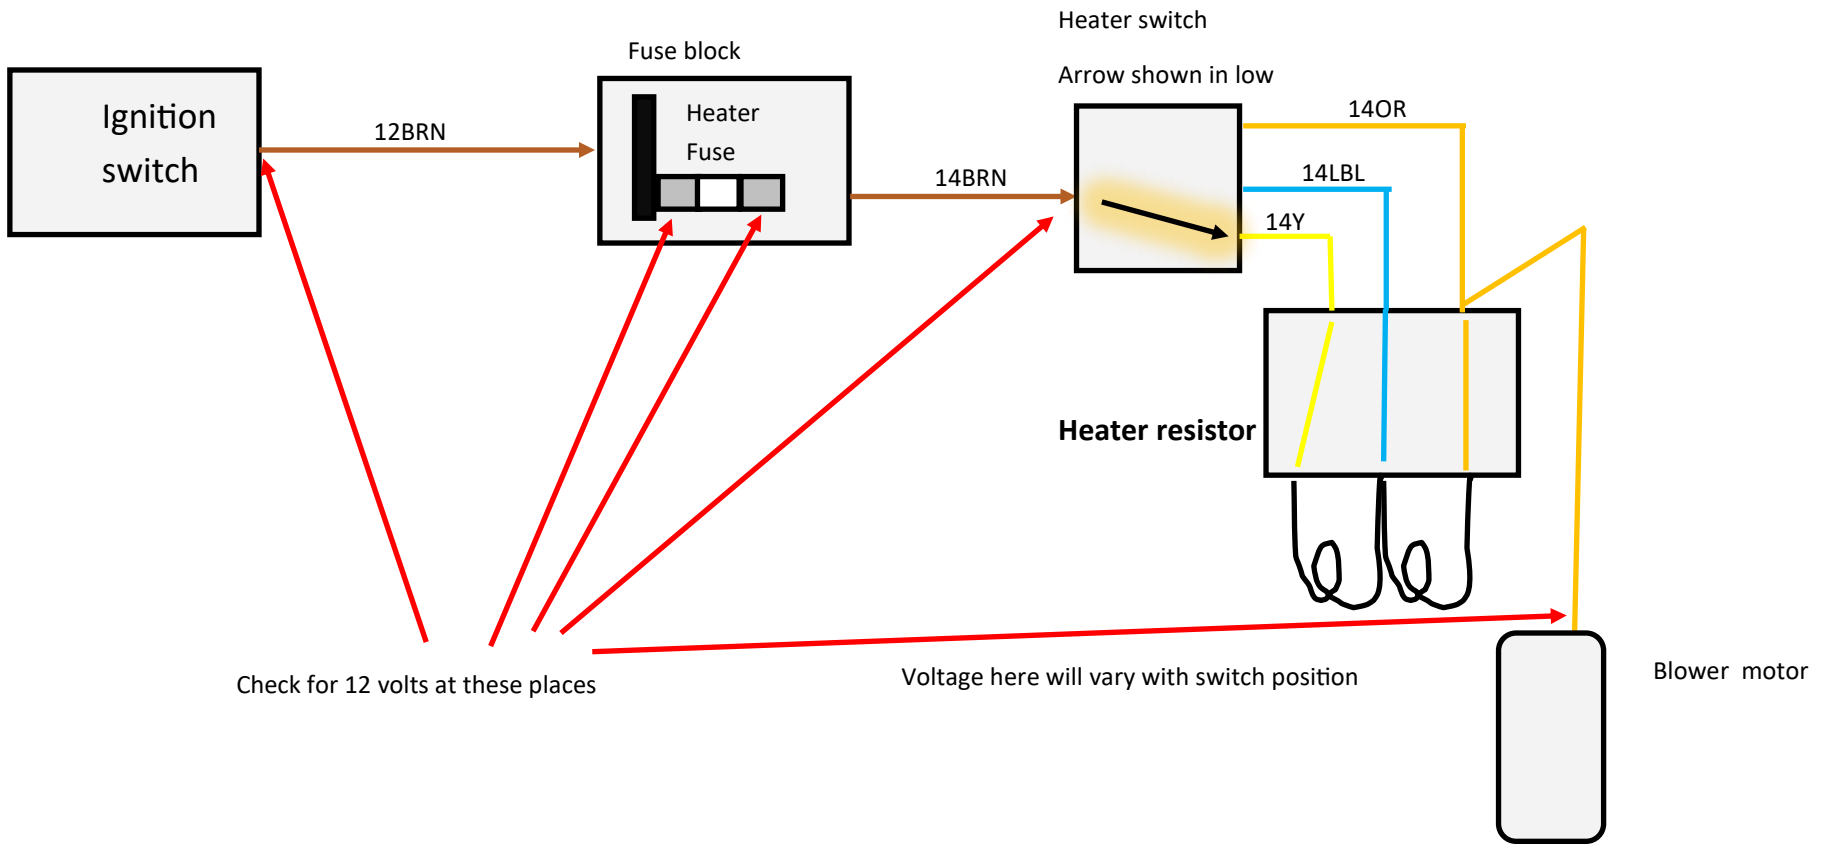 Heater switch
Fuse block
Arrow shown in low
Ignition
switch
12BRN
Heater
Fuse
14BRN
14OR
14LBL
14Y
Heater resistor
Check for 12 volts at these places
Voltage here will vary with switch position
Blower motor